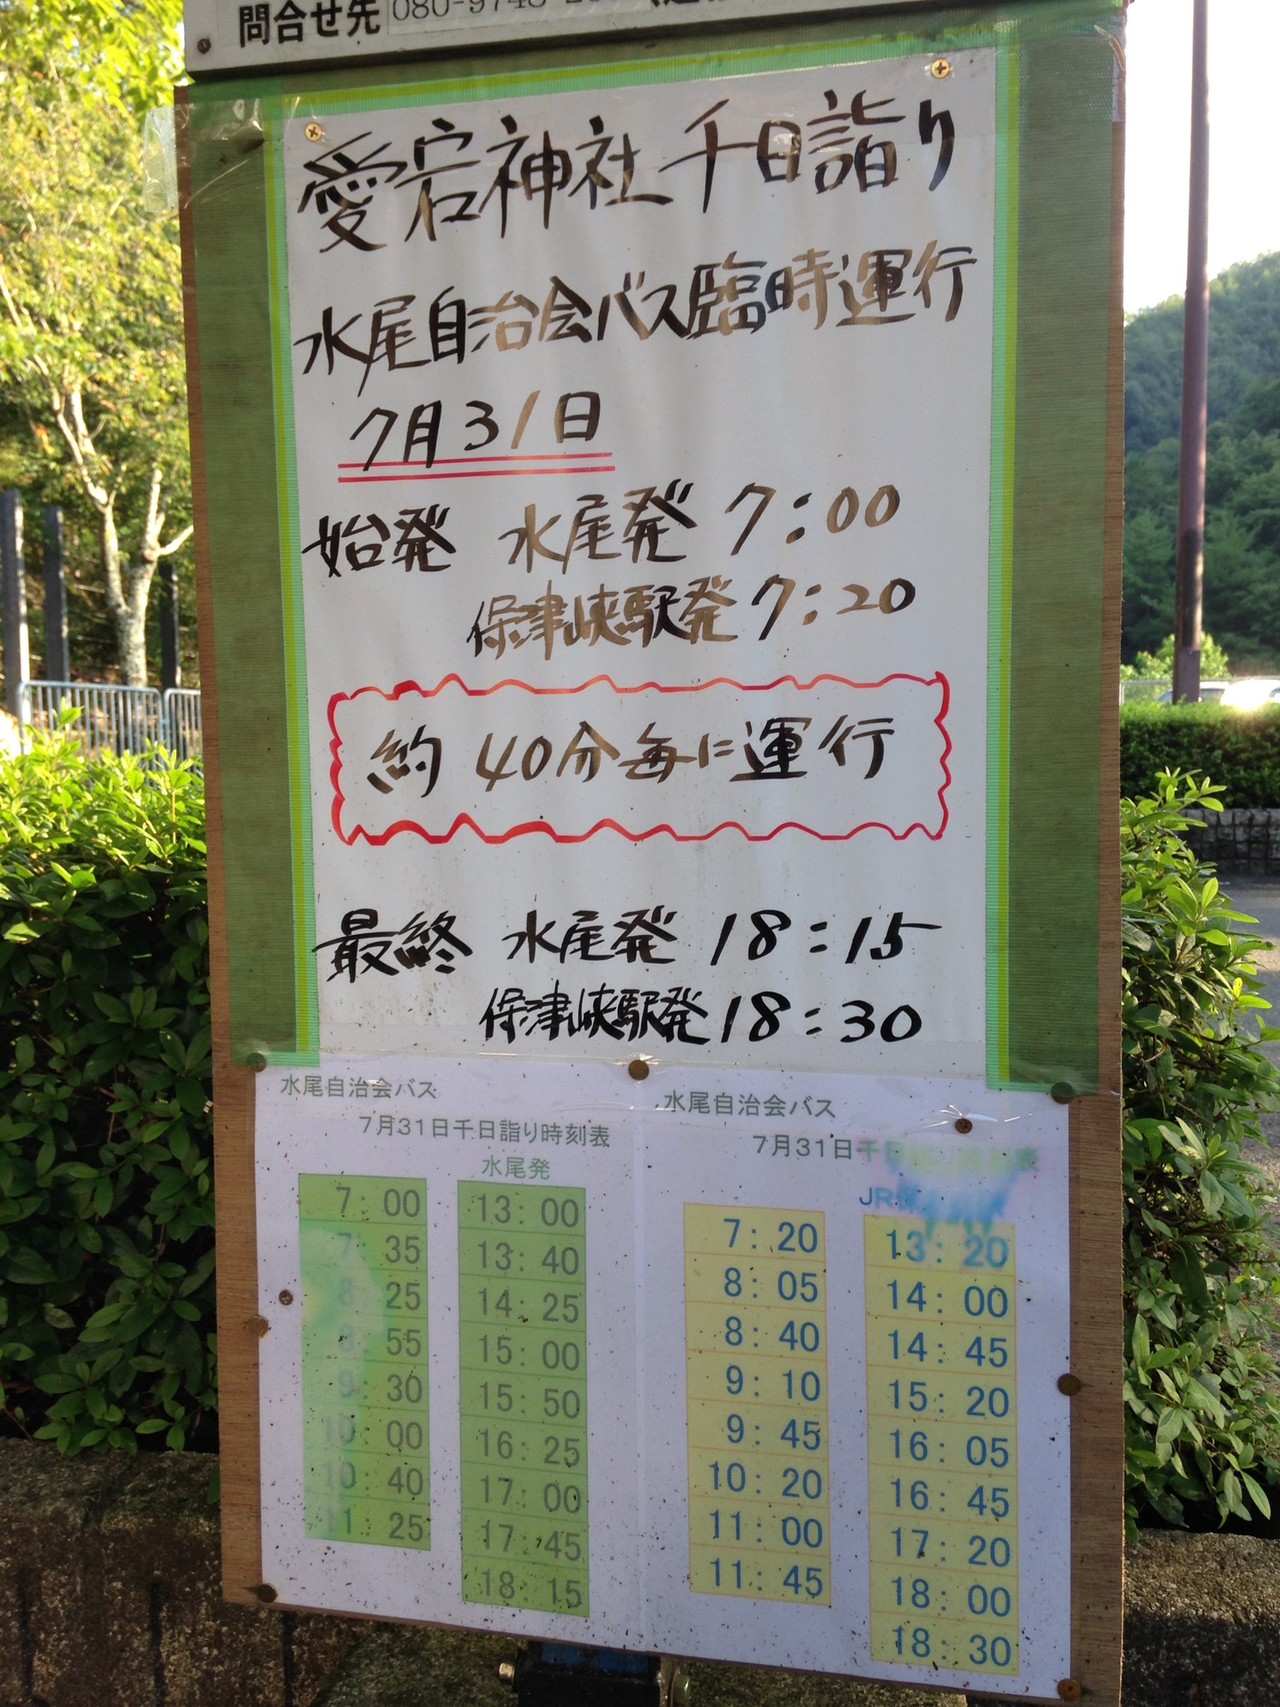 問合せ先 080-9748-2
愛宕神社千日詣り
水尾自治会バス臨時運行
7月31日
始発 水尾発 7:00
保津峡駅発 7:20
約 40分毎に運行
最終 水尾発 18:15
保津峡駅発 18:30
水尾自治会バス
7月31日千日詣り時刻表
水尾発
7:00 13:00
7:35 13:40
8:25 14:25
8:55 15:00
9:30 15:50
10:00 16:25
10:40 17:00
11:25 17:45
18:15
水尾自治会バス
7月31日千日 表
JR
7:20 13:20
8:05 14:00
8:40 14:45
9:10 15:20
9:45 16:05
10:20 16:45
11:00 17:20
11:45 18:00
18:30